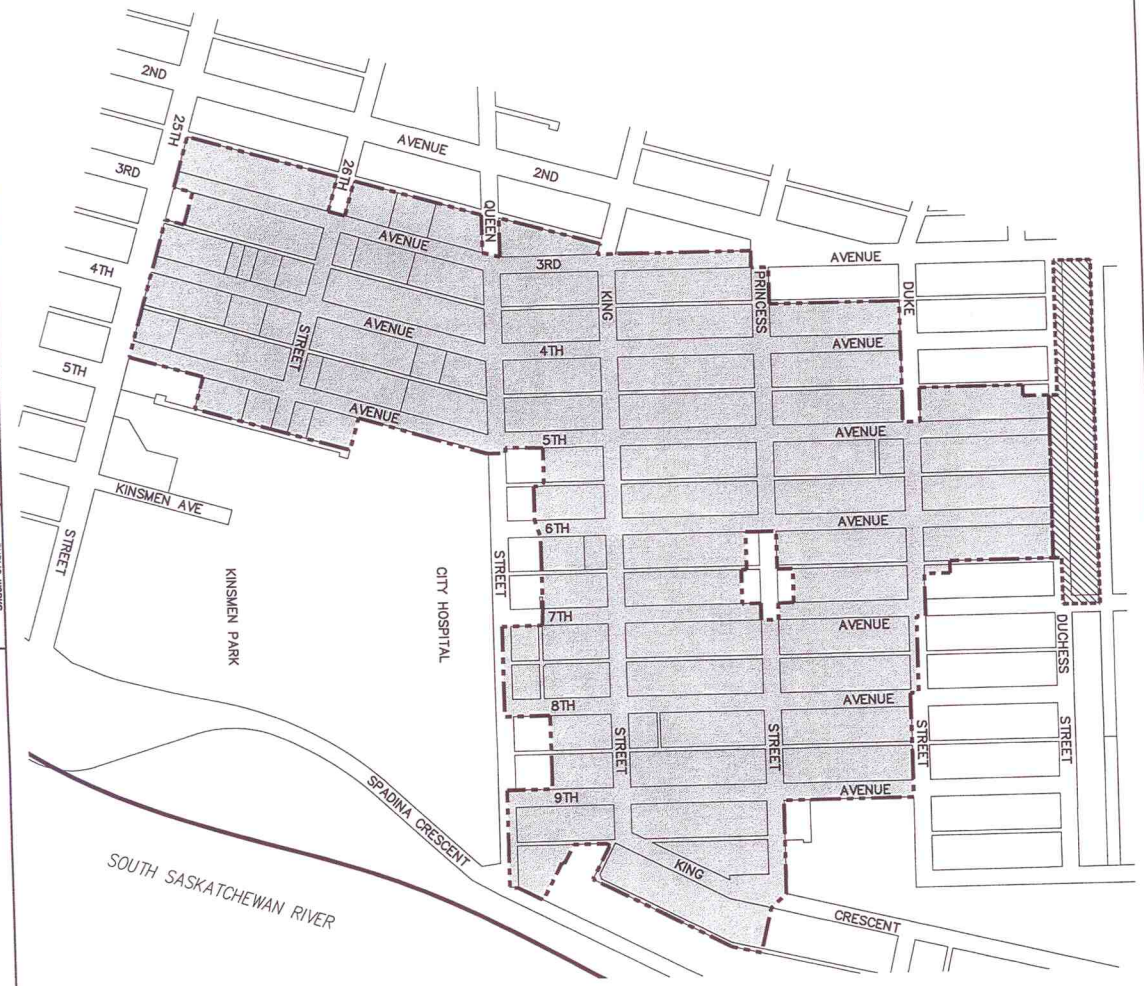 2ND
AVENUE
2ND
25TH
3RD
26TH
QUEEN
AVENUE
3RD
AVENUE
KING
PRINCESS
DUKE
4TH
STREET
AVENUE
4TH
AVENUE
5TH
AVENUE
5TH
AVENUE
KINSMEN AVE
6TH
AVENUE
STREET
STREET
KINSMEN PARK
CITY HOSPITAL
7TH
AVENUE
DUCHESS
8TH
AVENUE
STREET
STREET
STREET
STREET
9TH
AVENUE
SPADINA CRESCENT
KING
CRESCENT
SOUTH SASKATCHEWAN RIVER